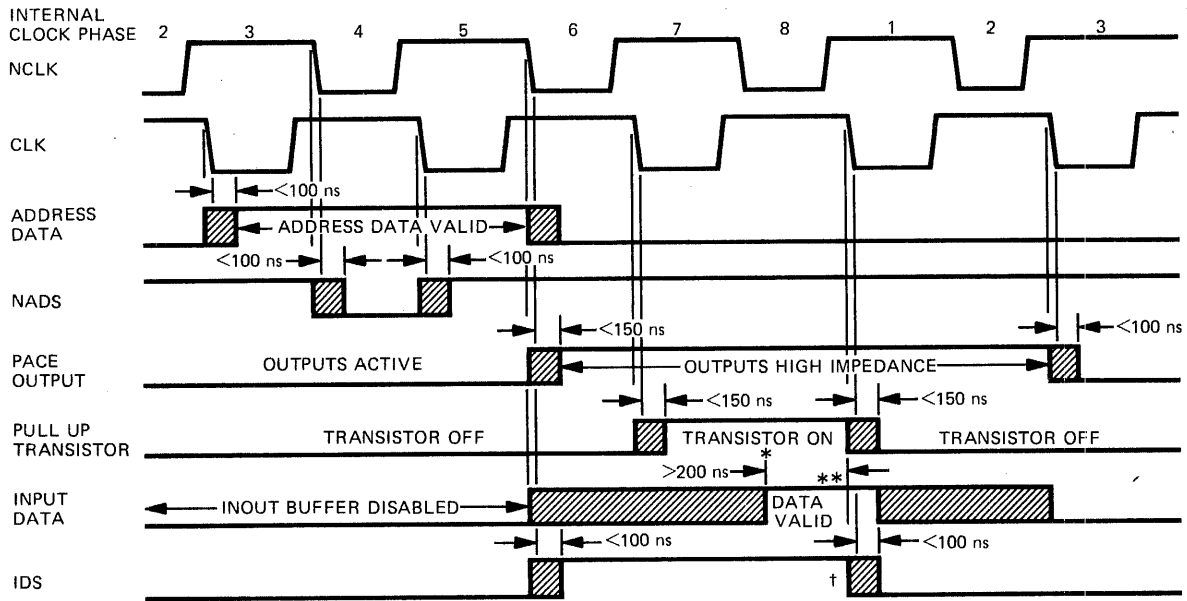 INTERNAL
CLOCK PHASE 2 3 4 5 6 7 8 1 2 3
NCLK
CLK
<100 ns
ADDRESS
DATA
ADDRESS DATA VALID
<100 ns <100 ns
NADS
<150 ns <100 ns
PACE
OUTPUT
OUTPUTS ACTIVE OUTPUTS HIGH IMPEDANCE
<150 ns <150 ns
PULL UP
TRANSISTOR
TRANSISTOR OFF TRANSISTOR ON TRANSISTOR OFF
*
>200 ns **
INPUT
DATA
INOUT BUFFER DISABLED DATA
VALID
<100 ns <100 ns
IDS †